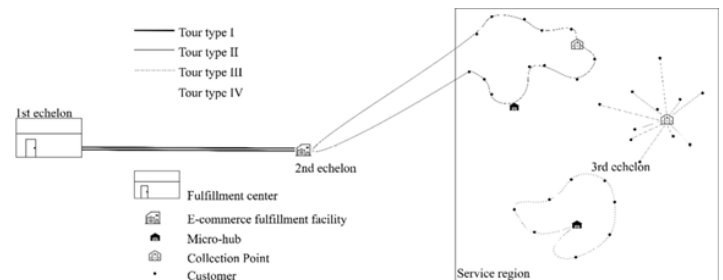 Tour type I
Tour type II
Tour type III
Tour type IV
1st echelon
2nd echelon
3rd echelon
Fulfillment center
E-commerce fulfillment facility
Micro-hub
Collection Point
Customer
Service region